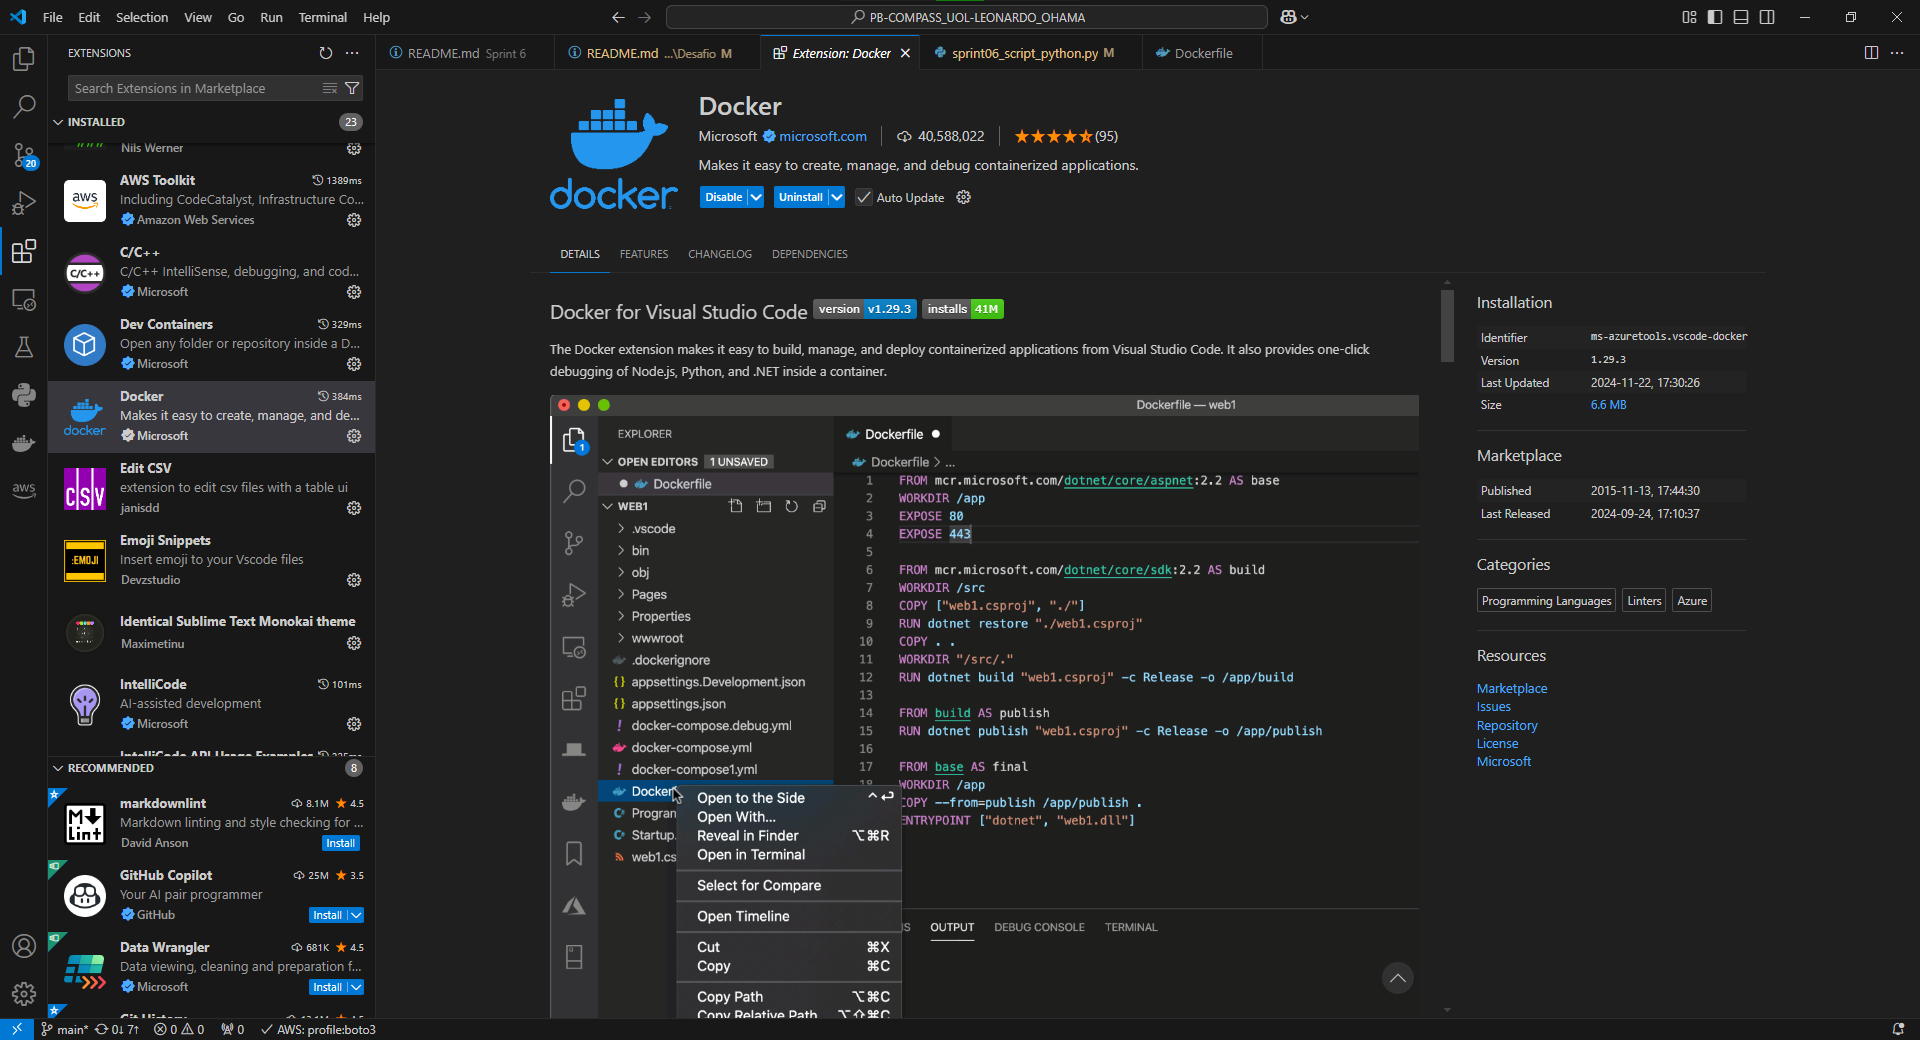 File Edit Selection View Go Run Terminal Help
PB-COMPASS_UOL-LEONARDO_OHAMA
EXTENSIONS
README.md Sprint 6
README.md ...\Desafio M
Extension: Docker
sprint06_script_python.py M
Dockerfile
Search Extensions in Marketplace
INSTALLED 23
Nils Werner
AWS Toolkit 1389ms
Including CodeCatalyst, Infrastructure Co...
aws
Amazon Web Services
C/C++
C/C++ IntelliSense, debugging, and cod...
C/C++
Microsoft
Dev Containers 329ms
Open any folder or repository inside a D...
Microsoft
Docker 384ms
Makes it easy to create, manage, and de...
docker
Microsoft
Edit CSV
extension to edit csv files with a table ui
CSV
janisdd
Emoji Snippets
Insert emoji to your Vscode files
:EMOJI
Devzstudio
Identical Sublime Text Monokai theme
Maximetinu
IntelliCode 101ms
AI-assisted development
Microsoft
IntelliCode API Usage Examples
RECOMMENDED 8
markdownlint 8.1M 4.5
Markdown linting and style checking for ...
M Lint
David Anson Install
GitHub Copilot 25M 3.5
Your AI pair programmer
GitHub Install
Data Wrangler 681K 4.5
Data viewing, cleaning and preparation f...
Microsoft Install
Git History
20
aws
docker
Docker
Microsoft microsoft.com 40,588,022 (95)
Makes it easy to create, manage, and debug containerized applications.
Disable Uninstall Auto Update
DETAILS FEATURES CHANGELOG DEPENDENCIES
Docker for Visual Studio Code version v1.29.3 installs 41M
The Docker extension makes it easy to build, manage, and deploy containerized applications from Visual Studio Code. It also provides one-click
debugging of Node.js, Python, and .NET inside a container.
Dockerfile — web1
1
EXPLORER
OPEN EDITORS 1 UNSAVED
Dockerfile
WEB1
.vscode
bin
obj
Pages
Properties
wwwroot
.dockerignore
appsettings.Development.json
appsettings.json
docker-compose.debug.yml
docker-compose.yml
docker-compose1.yml
Docker
Program
Startup.
web1.cs
Dockerfile
Dockerfile > ...
1 FROM mcr.microsoft.com/dotnet/core/aspnet:2.2 AS base
2 WORKDIR /app
3 EXPOSE 80
4 EXPOSE 443
5
6 FROM mcr.microsoft.com/dotnet/core/sdk:2.2 AS build
7 WORKDIR /src
8 COPY ["web1.csproj", "./"]
9 RUN dotnet restore "./web1.csproj"
10 COPY . .
11 WORKDIR "/src/."
12 RUN dotnet build "web1.csproj" -c Release -o /app/build
13
14 FROM build AS publish
15 RUN dotnet publish "web1.csproj" -c Release -o /app/publish
16
17 FROM base AS final
18 WORKDIR /app
COPY --from=publish /app/publish .
ENTRYPOINT ["dotnet", "web1.dll"]
Open to the Side ^⏎
Open With...
Reveal in Finder ⌥⌘R
Open in Terminal
Select for Compare
Open Timeline
Cut ⌘X
Copy ⌘C
Copy Path ⌥⌘C
Copy Relative Path ⌥⇧⌘C
OUTPUT DEBUG CONSOLE TERMINAL
Installation
Identifier ms-azuretools.vscode-docker
Version 1.29.3
Last Updated 2024-11-22, 17:30:26
Size 6.6 MB
Marketplace
Published 2015-11-13, 17:44:30
Last Released 2024-09-24, 17:10:37
Categories
Programming Languages Linters Azure
Resources
Marketplace
Issues
Repository
License
Microsoft
main* 0↓ 7↑ 0 0 0 AWS: profile:boto3